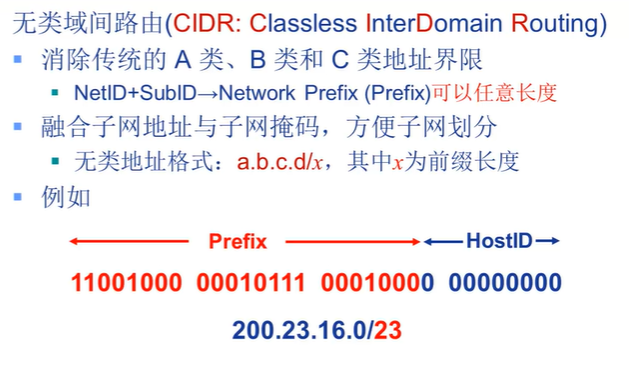 无类域间路由(CIDR: Classless InterDomain Routing)
消除传统的 A 类、B 类和 C 类地址界限
NetID+SubID→Network Prefix (Prefix)可以任意长度
融合子网地址与子网掩码，方便子网划分
无类地址格式：a.b.c.d/x，其中x为前缀长度
例如
Prefix HostID
11001000 00010111 00010000 00000000
200.23.16.0/23